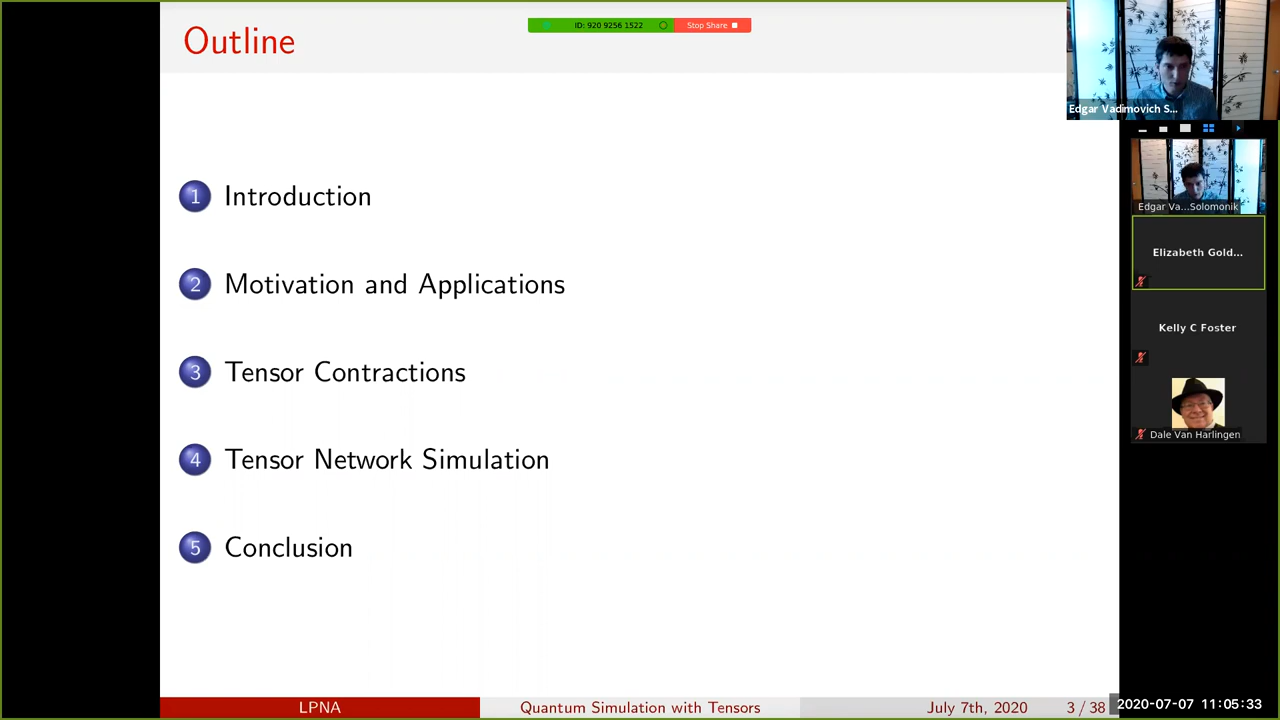 Outline
ID: 920 9256 1522
Stop Share
Edgar Vadimovich S...
1 Introduction
2 Motivation and Applications
3 Tensor Contractions
4 Tensor Network Simulation
5 Conclusion
Edgar Va...Solomonik
Elizabeth Gold...
Kelly C Foster
Dale Van Harlingen
LPNA
Quantum Simulation with Tensors
July 7th, 2020
3 / 38
2020-07-07 11:05:33